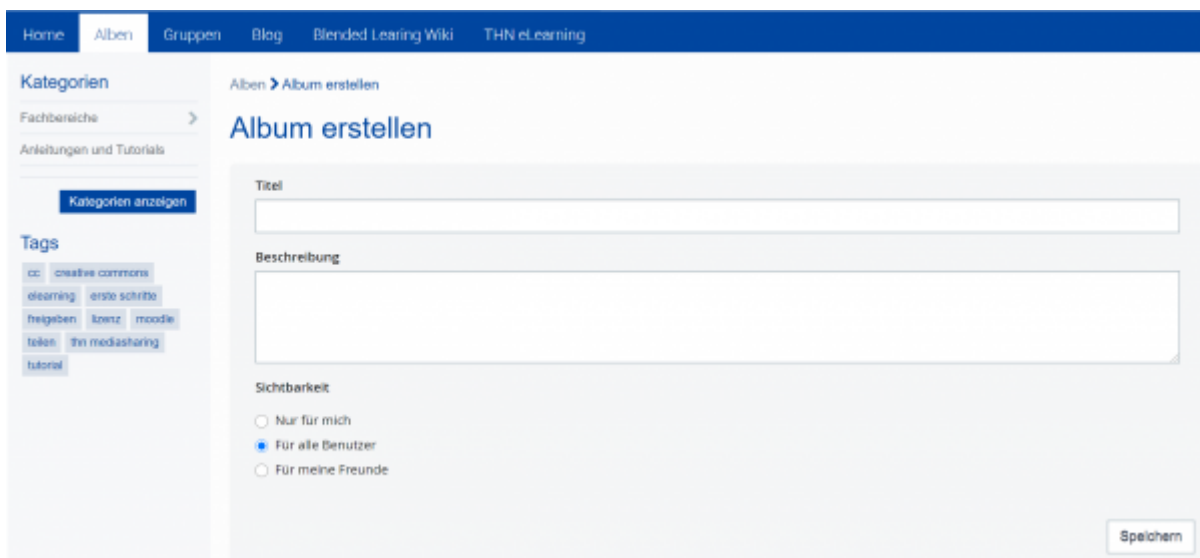 Home Alben Gruppen Blog Blended Learing Wiki THN eLearning
Kategorien
Fachbereiche
Anleitungen und Tutorials
Kategorien anzeigen
Tags
cc creative commons
elearning erste schritte
freigeben lizenz moodle
teilen thn mediasharing
tutorial
Alben > Album erstellen
Album erstellen
Titel
Beschreibung
Sichtbarkeit
Nur für mich
Für alle Benutzer
Für meine Freunde
Speichern